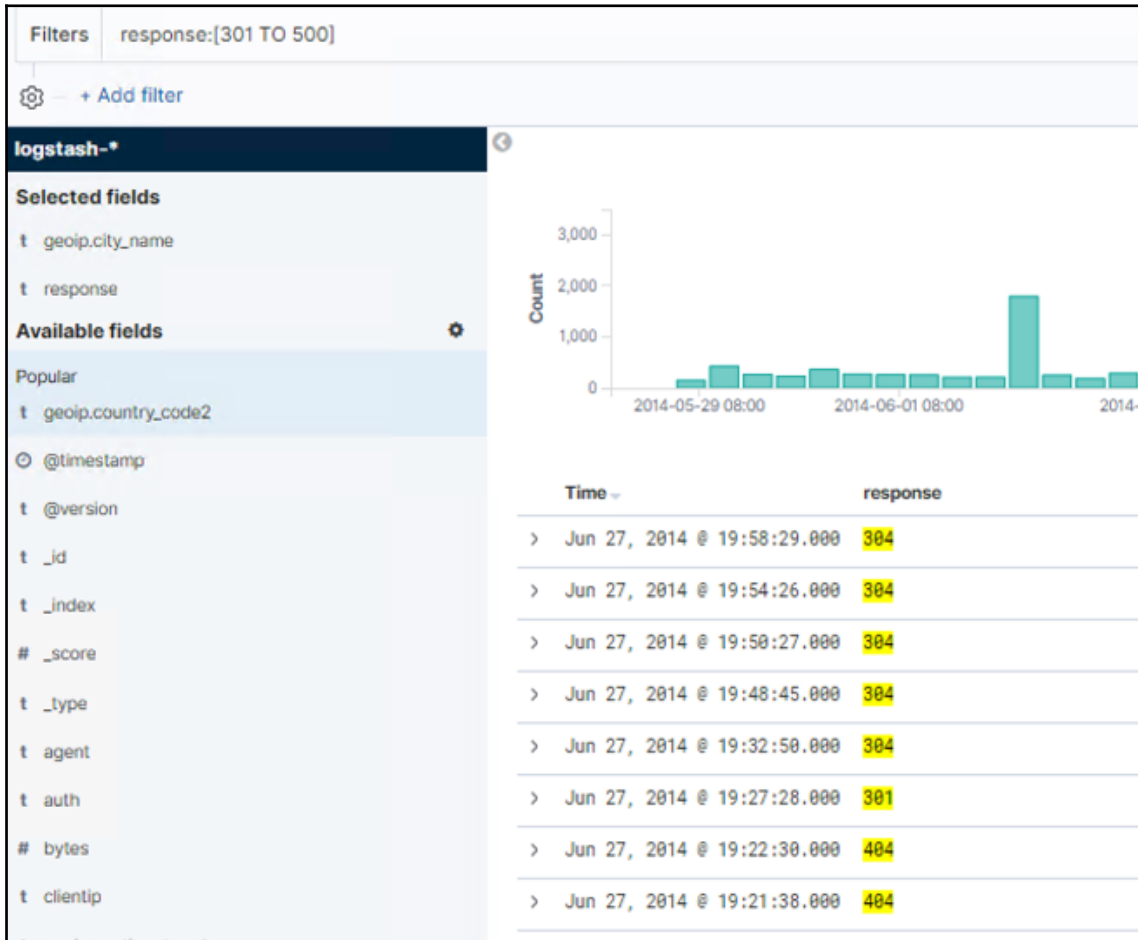 Filters response:[301 TO 500]
+ Add filter
logstash-*
Selected fields
t geoip.city_name
t response
Available fields
Popular
t geoip.country_code2
@timestamp
t @version
t _id
t _index
# _score
t _type
t agent
t auth
# bytes
t clientip
Count
3,000
2,000
1,000
0
2014-05-29 08:00 2014-06-01 08:00 2014-
Time response
> Jun 27, 2014 @ 19:58:29.000 304
> Jun 27, 2014 @ 19:54:26.000 304
> Jun 27, 2014 @ 19:50:27.000 304
> Jun 27, 2014 @ 19:48:45.000 304
> Jun 27, 2014 @ 19:32:50.000 304
> Jun 27, 2014 @ 19:27:28.000 301
> Jun 27, 2014 @ 19:22:30.000 404
> Jun 27, 2014 @ 19:21:38.000 404